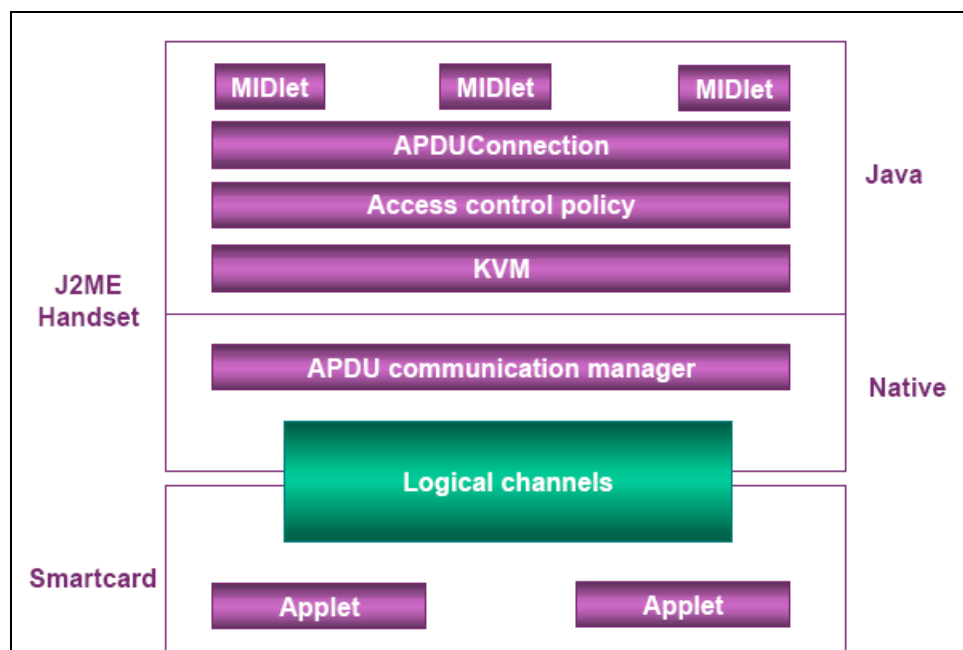 MIDlet MIDlet MIDlet
APDUConnection
Java
Access control policy
KVM
J2ME
Handset
APDU communication manager
Native
Logical channels
Smartcard
Applet Applet